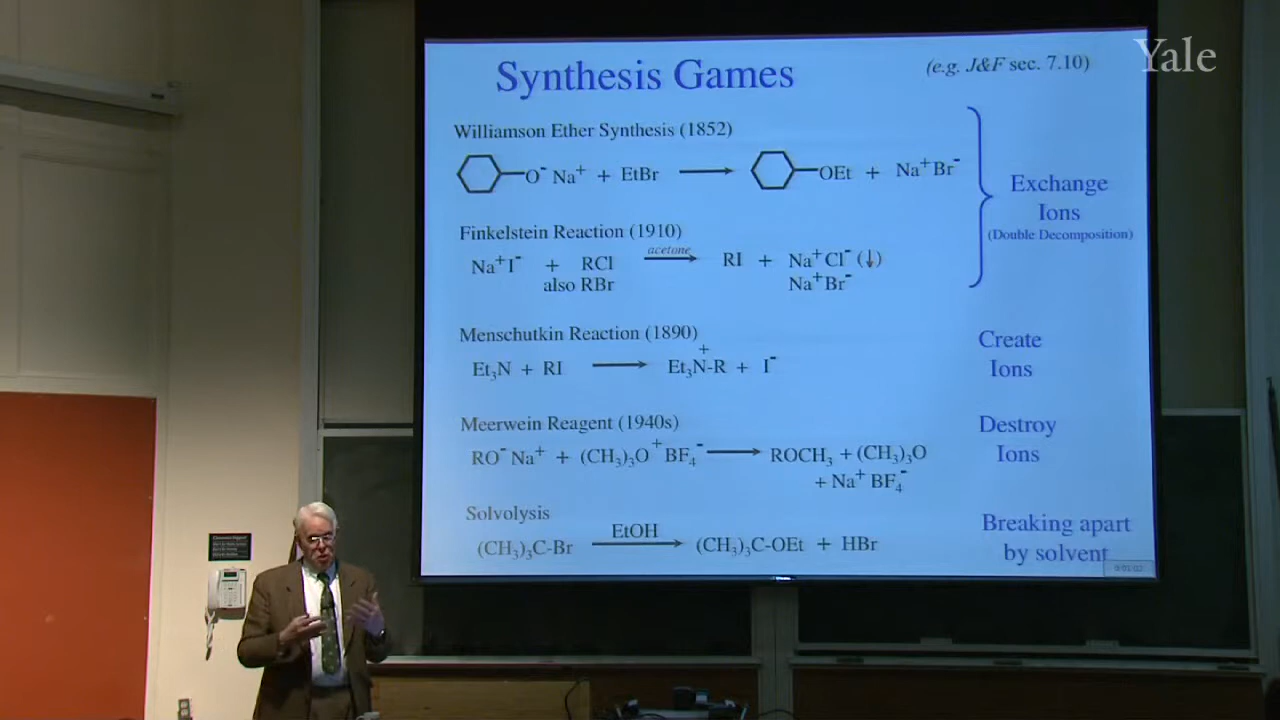 Synthesis Games
(e.g. J&F sec. 7.10)
Yale
Williamson Ether Synthesis (1852)
O⁻ Na⁺ + EtBr ⟶ OEt + Na⁺Br⁻
Exchange
Ions
(Double Decomposition)
Finkelstein Reaction (1910)
Na⁺I⁻ + RCl acetone ⟶ RI + Na⁺Cl⁻ (↓)
also RBr Na⁺Br⁻
Menschutkin Reaction (1890)
Et₃N + RI ⟶ Et₃N⁺-R + I⁻
Create
Ions
Meerwein Reagent (1940s)
RO⁻ Na⁺ + (CH₃)₃O⁺ BF₄⁻ ⟶ ROCH₃ + (CH₃)₃O
+ Na⁺ BF₄⁻
Destroy
Ions
Solvolysis
EtOH
(CH₃)₃C-Br ⟶ (CH₃)₃C-OEt + HBr
Breaking apart
by solvent